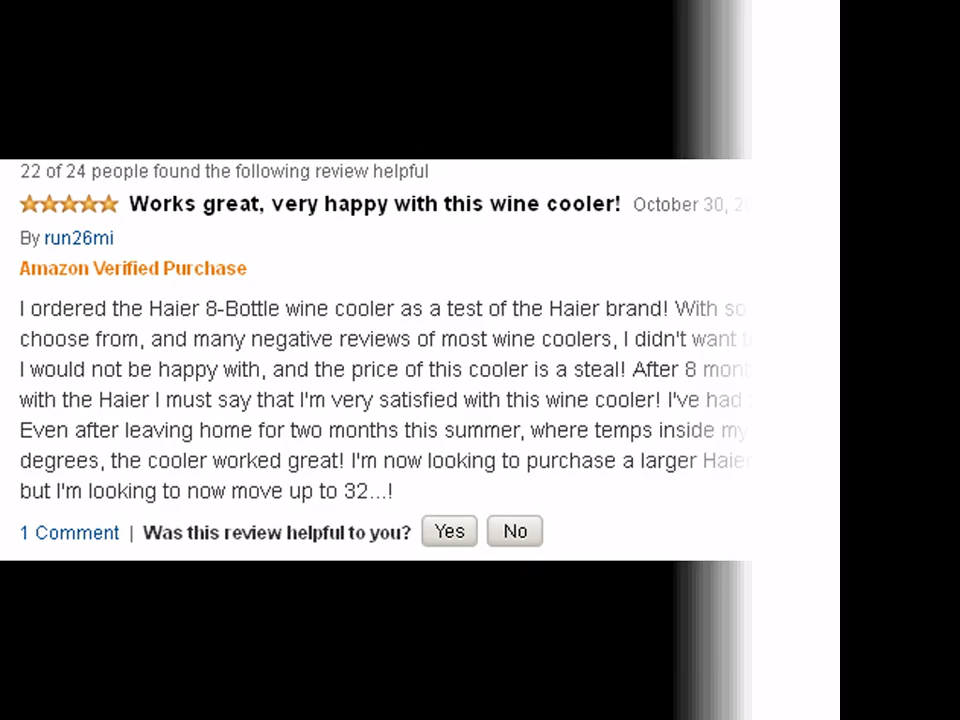 22 of 24 people found the following review helpful
Works great, very happy with this wine cooler! October 30,
By run26mi
Amazon Verified Purchase
I ordered the Haier 8-Bottle wine cooler as a test of the Haier brand! With so
choose from, and many negative reviews of most wine coolers, I didn't want
I would not be happy with, and the price of this cooler is a steal! After 8
with the Haier I must say that I'm very satisfied with this wine cooler! I've had
Even after leaving home for two months this summer, where temps inside my
degrees, the cooler worked great! I'm now looking to purchase a larger Haier
but I'm looking to now move up to 32...!
1 Comment | Was this review helpful to you? Yes No